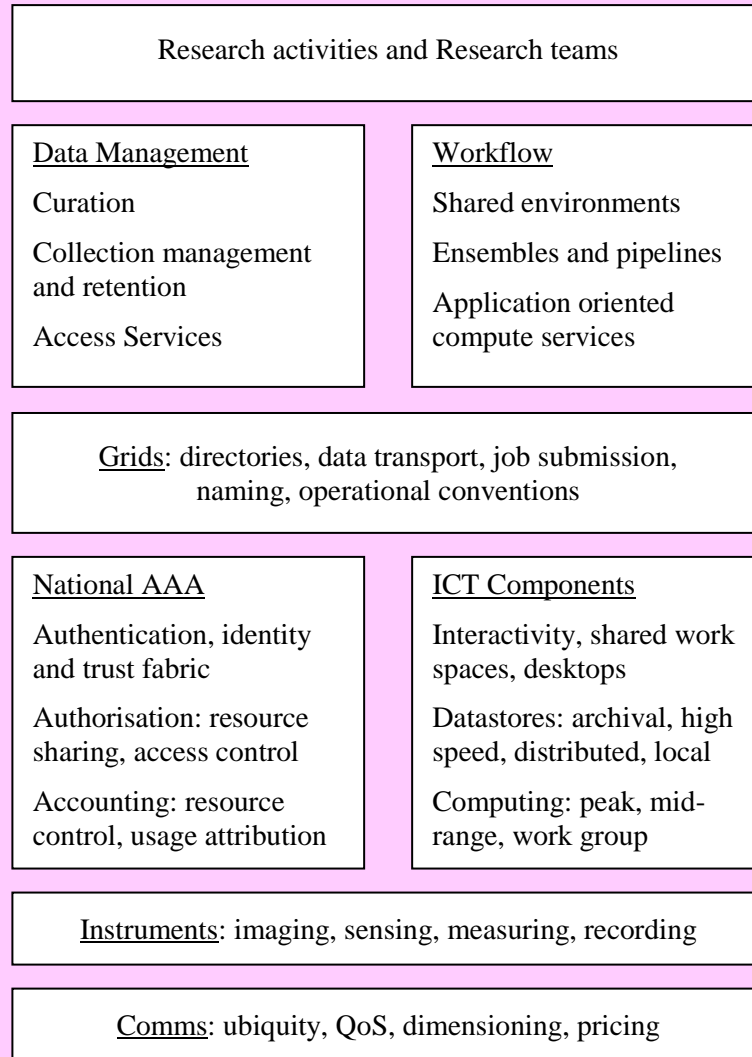 Research activities and Research teams
Data Management
Curation
Collection management
and retention
Access Services
Workflow
Shared environments
Ensembles and pipelines
Application oriented
compute services
Grids: directories, data transport, job submission,
naming, operational conventions
National AAA
Authentication, identity
and trust fabric
Authorisation: resource
sharing, access control
Accounting: resource
control, usage attribution
ICT Components
Interactivity, shared work
spaces, desktops
Datastores: archival, high
speed, distributed, local
Computing: peak, mid-
range, work group
Instruments: imaging, sensing, measuring, recording
Comms: ubiquity, QoS, dimensioning, pricing